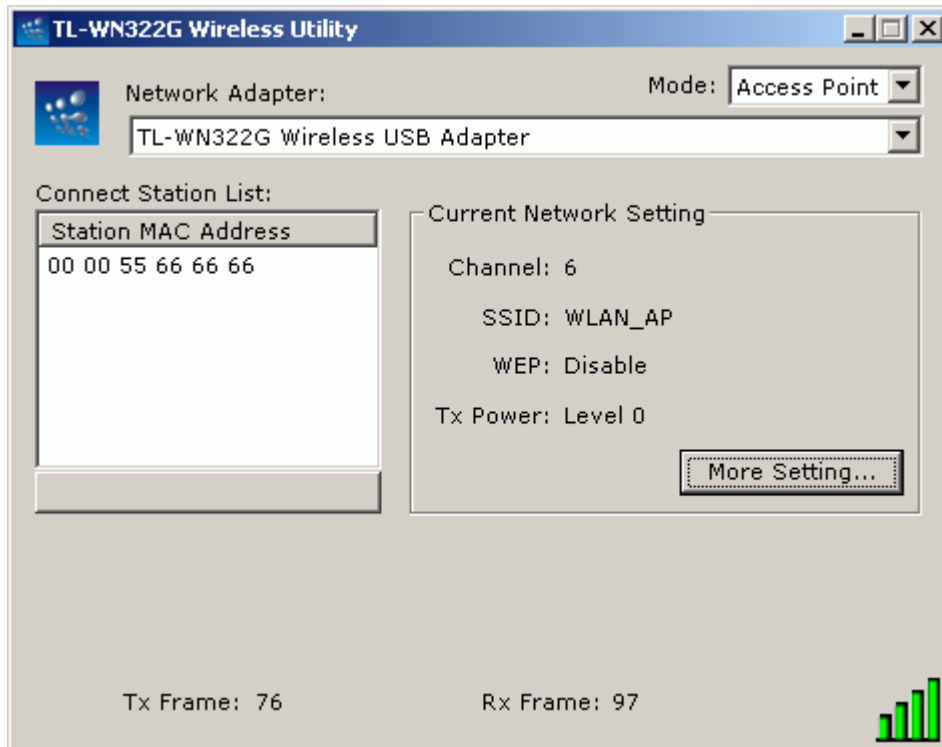 TL-WN322G Wireless Utility
Network Adapter:
Mode: Access Point
TL-WN322G Wireless USB Adapter
Connect Station List:
Station MAC Address
00 00 55 66 66 66
Current Network Setting
Channel: 6
SSID: WLAN_AP
WEP: Disable
Tx Power: Level 0
More Setting...
Tx Frame: 76
Rx Frame: 97